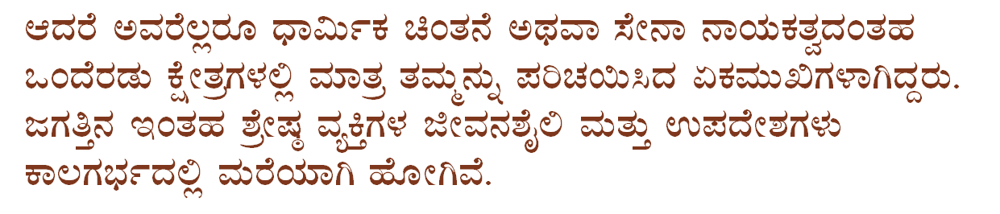 ಆದರೆ ಅವರೆಲ್ಲರೂ ಧಾರ್ಮಿಕ ಚಿಂತನೆ ಅಥವಾ ಸೇನಾ ನಾಯಕತ್ವದಂತಹ
ಒಂದೆರಡು ಕ್ಷೇತ್ರಗಳಲ್ಲಿ ಮಾತ್ರ ತಮ್ಮನ್ನು ಪರಿಚಯಿಸಿದ ಏಕಮುಖಿಗಳಾಗಿದ್ದರು.
ಜಗತ್ತಿನ ಇಂತಹ ಶ್ರೇಷ್ಠ ವ್ಯಕ್ತಿಗಳ ಜೀವನಶೈಲಿ ಮತ್ತು ಉಪದೇಶಗಳು
ಕಾಲಗರ್ಭದಲ್ಲಿ ಮರೆಯಾಗಿ ಹೋಗಿವೆ.